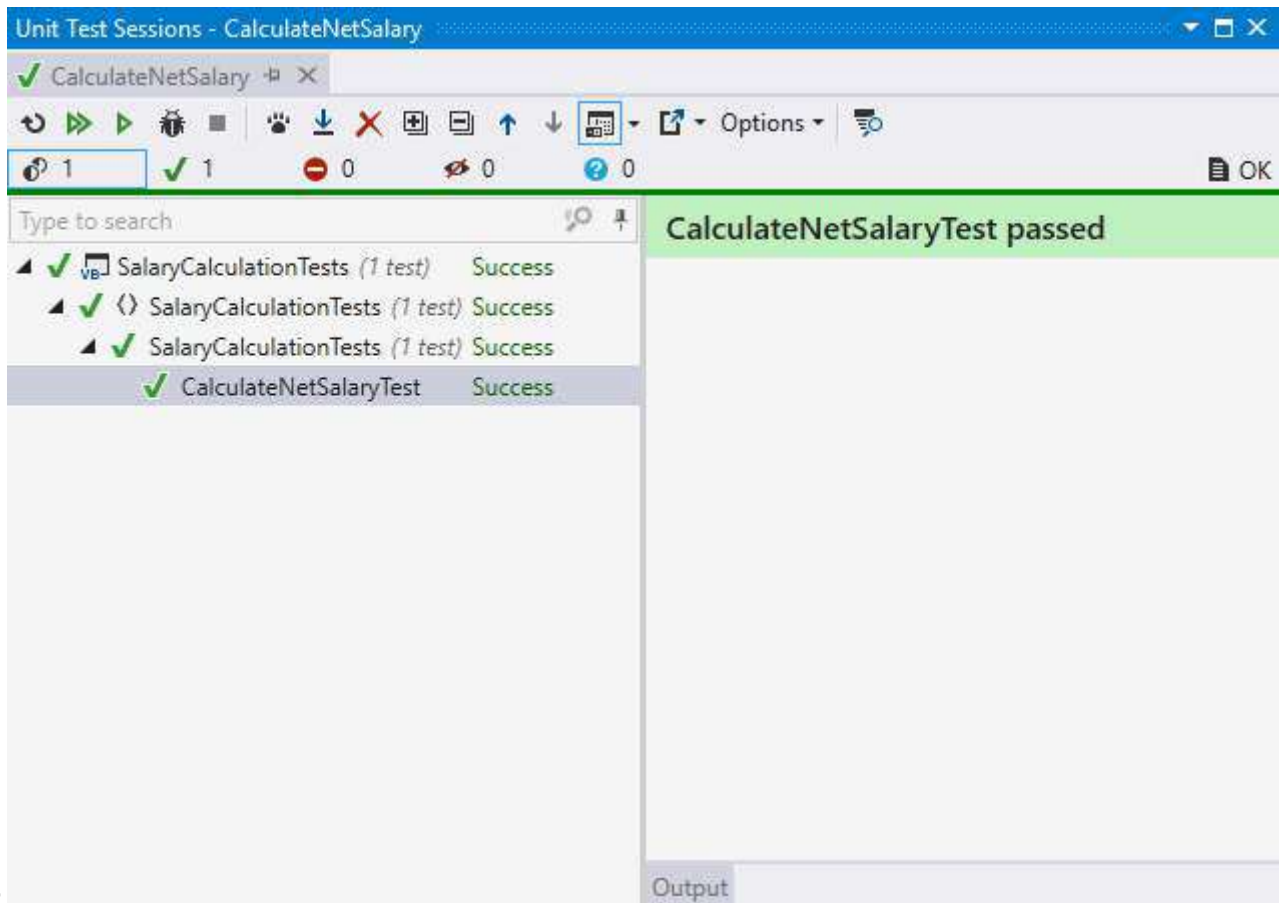 Unit Test Sessions - CalculateNetSalary
CalculateNetSalary
Options
1 1 0 0 0 OK
Type to search
CalculateNetSalaryTest passed
VB SalaryCalculationTests (1 test) Success
SalaryCalculationTests (1 test) Success
SalaryCalculationTests (1 test) Success
CalculateNetSalaryTest Success
Output